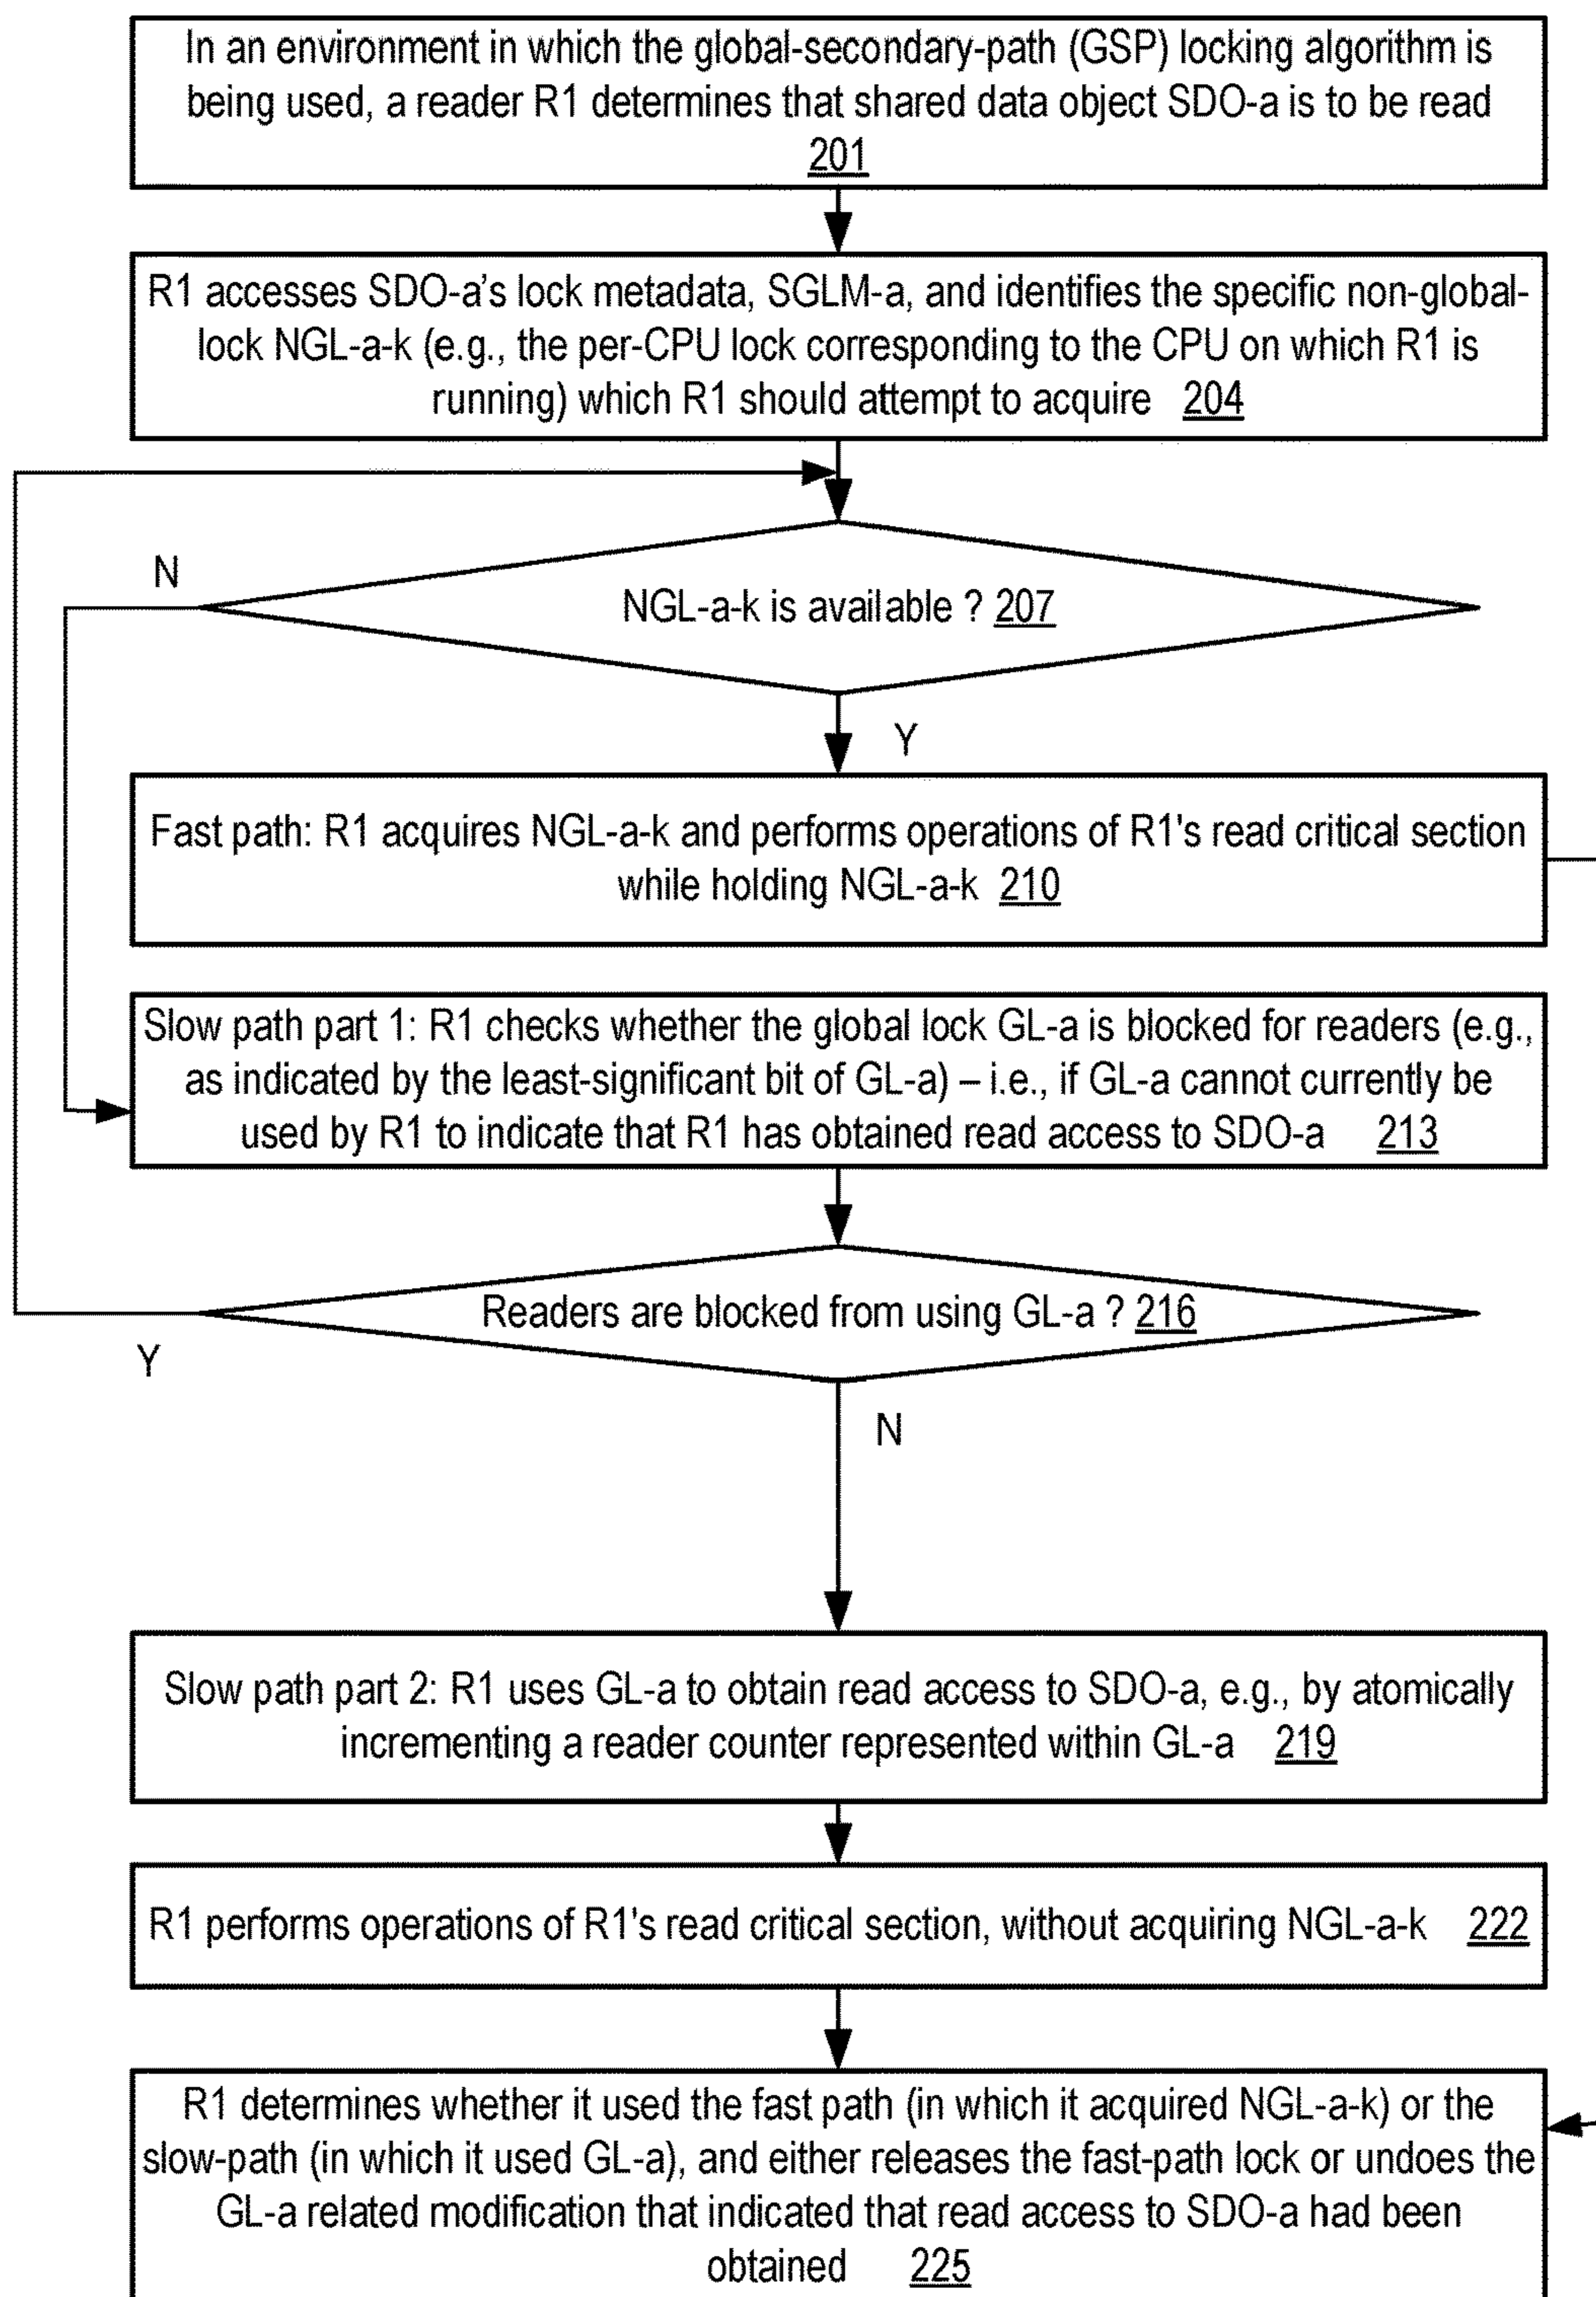 In an environment in which the global-secondary-path (GSP) locking algorithm is
being used, a reader R1 determines that shared data object SDO-a is to be read
201
R1 accesses SDO-a's lock metadata, SGLM-a, and identifies the specific non-global-
lock NGL-a-k (e.g., the per-CPU lock corresponding to the CPU on which R1 is
running) which R1 should attempt to acquire 204
N
NGL-a-k is available ? 207
Y
Fast path: R1 acquires NGL-a-k and performs operations of R1's read critical section
while holding NGL-a-k 210
Slow path part 1: R1 checks whether the global lock GL-a is blocked for readers (e.g.,
as indicated by the least-significant bit of GL-a) – i.e., if GL-a cannot currently be
used by R1 to indicate that R1 has obtained read access to SDO-a 213
Readers are blocked from using GL-a ? 216
Y
N
Slow path part 2: R1 uses GL-a to obtain read access to SDO-a, e.g., by atomically
incrementing a reader counter represented within GL-a 219
R1 performs operations of R1's read critical section, without acquiring NGL-a-k 222
R1 determines whether it used the fast path (in which it acquired NGL-a-k) or the
slow-path (in which it used GL-a), and either releases the fast-path lock or undoes the
GL-a related modification that indicated that read access to SDO-a had been
obtained 225